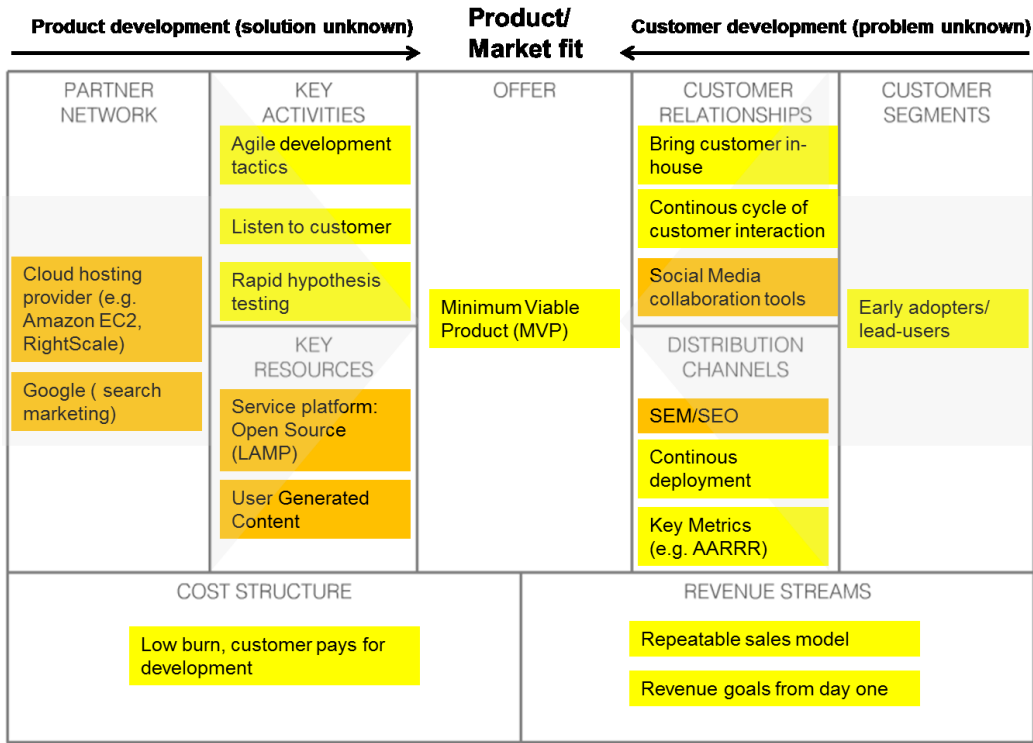 Product development (solution unknown)
Product/
Market fit
Customer development (problem unknown)
PARTNER
NETWORK
Cloud hosting
provider (e.g.
Amazon EC2,
RightScale)
Google ( search
marketing)
KEY
ACTIVITIES
Agile development
tactics
Listen to customer
Rapid hypothesis
testing
KEY
RESOURCES
Service platform:
Open Source
(LAMP)
User Generated
Content
OFFER
Minimum Viable
Product (MVP)
CUSTOMER
RELATIONSHIPS
Bring customer in-
house
Continous cycle of
customer interaction
Social Media
collaboration tools
DISTRIBUTION
CHANNELS
SEM/SEO
Continous
deployment
Key Metrics
(e.g. AARRR)
CUSTOMER
SEGMENTS
Early adopters/
lead-users
COST STRUCTURE
Low burn, customer pays for
development
REVENUE STREAMS
Repeatable sales model
Revenue goals from day one